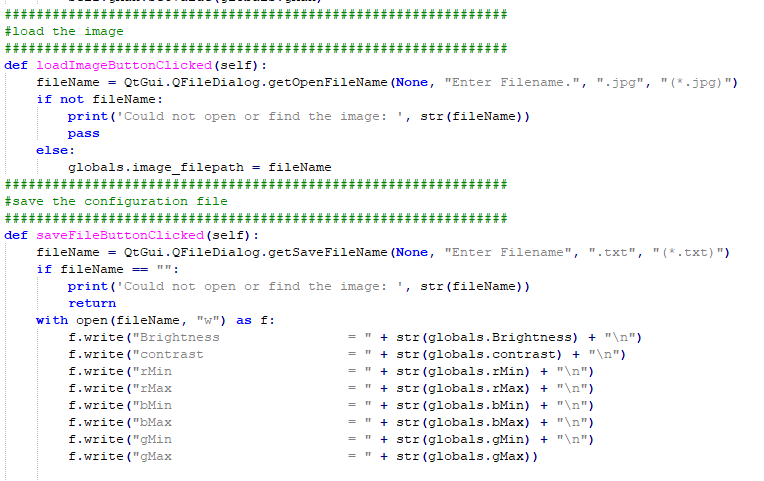 ###############################################################
#load the image
###############################################################
def loadImageButtonClicked(self):
    fileName = QtGui.QFileDialog.getOpenFileName(None, "Enter Filename.", ".jpg", "(*.jpg)")
    if not fileName:
        print('Could not open or find the image: ', str(fileName))
        pass
    else:
        globals.image_filepath = fileName
###############################################################
#save the configuration file
###############################################################
def saveFileButtonClicked(self):
    fileName = QtGui.QFileDialog.getSaveFileName(None, "Enter Filename", ".txt", "(*.txt)")
    if fileName == "":
        print('Could not open or find the image: ', str(fileName))
        return
    with open(fileName, "w") as f:
        f.write("Brightness                = " + str(globals.Brightness) + "\n")
        f.write("contrast                  = " + str(globals.contrast) + "\n")
        f.write("rMin                      = " + str(globals.rMin) + "\n")
        f.write("rMax                      = " + str(globals.rMax) + "\n")
        f.write("bMin                      = " + str(globals.bMin) + "\n")
        f.write("bMax                      = " + str(globals.bMax) + "\n")
        f.write("gMin                      = " + str(globals.gMin) + "\n")
        f.write("gMax                      = " + str(globals.gMax))